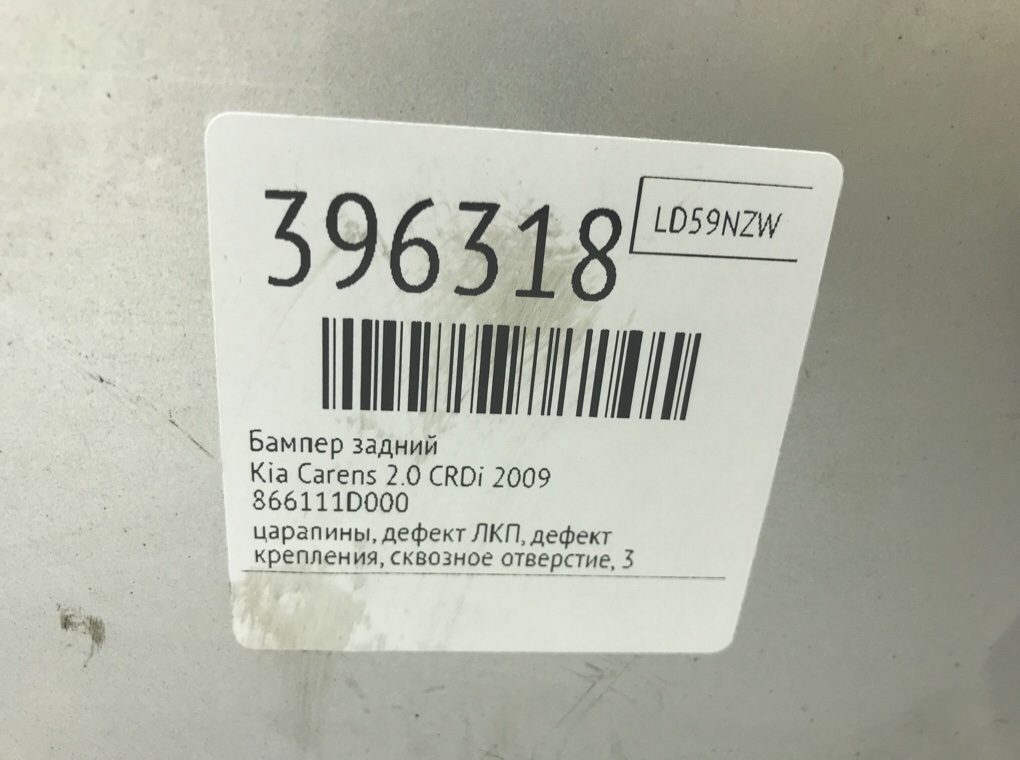 396318
LD59NZW
Бампер задний
Kia Carens 2.0 CRDi 2009
866111D000
царапины, дефект ЛКП, дефект
крепления, сквозное отверстие, 3